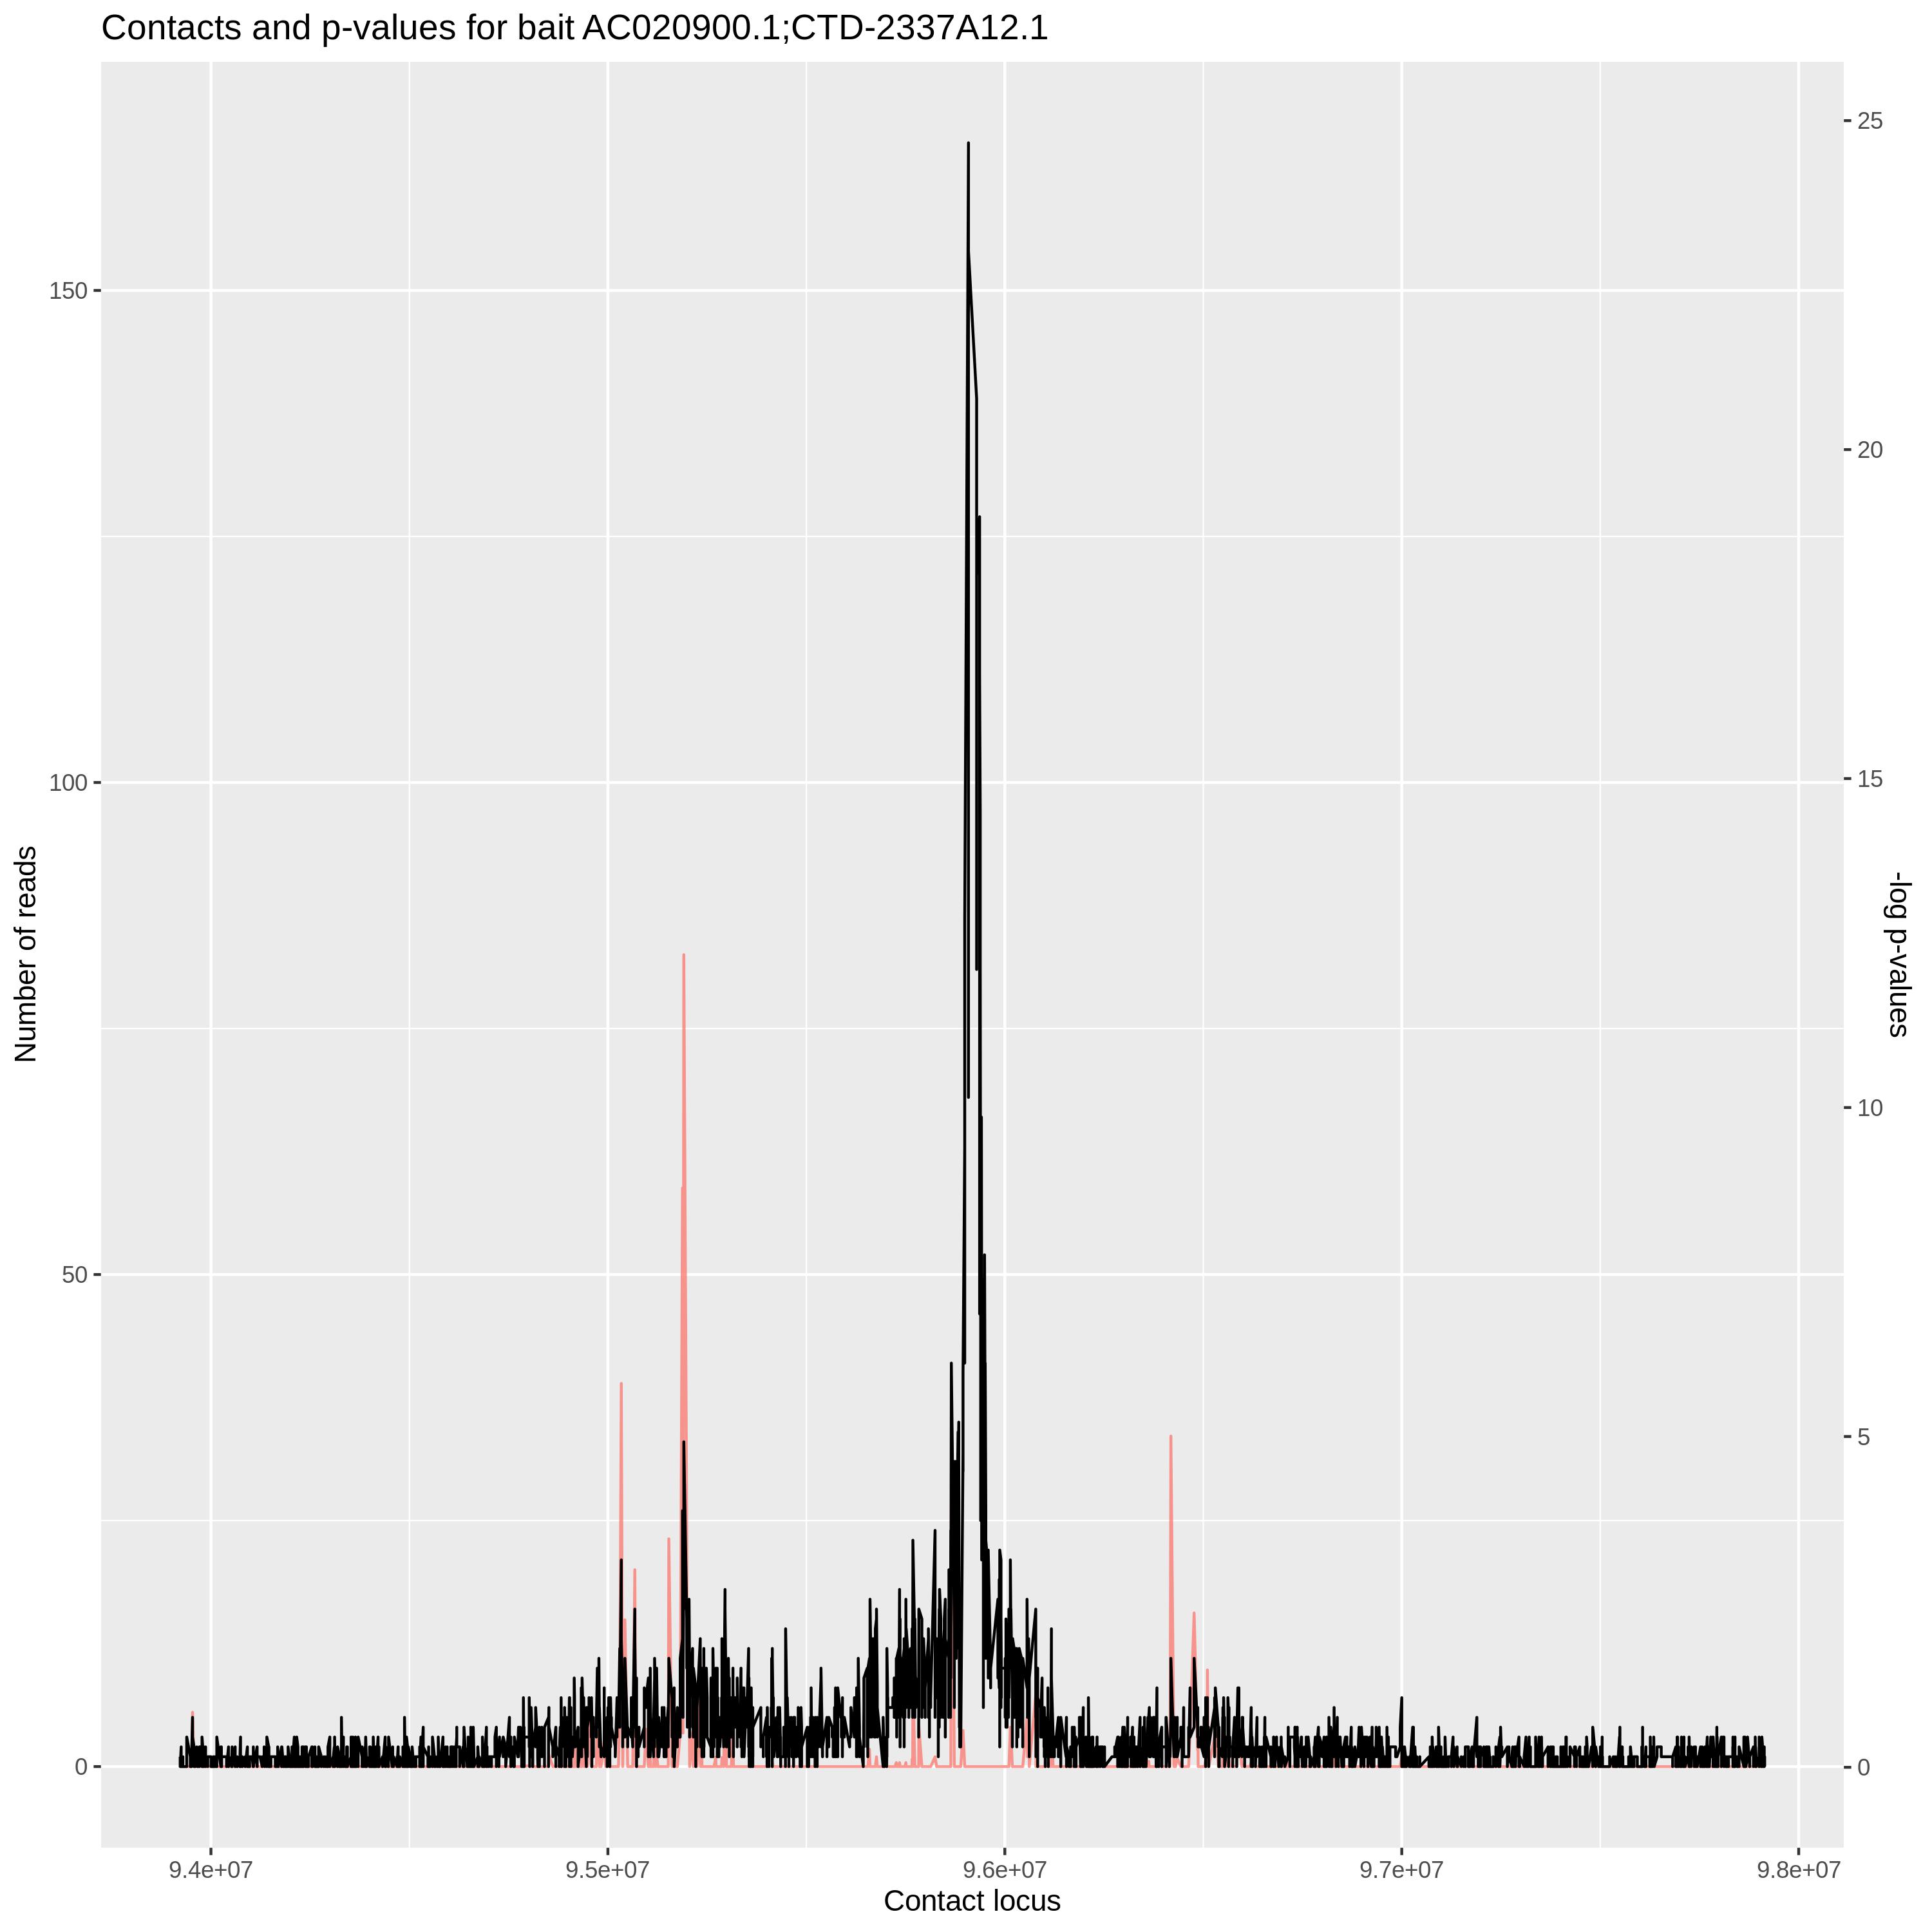 Contacts and p-values for bait AC020900.1;CTD-2337A12.1
150
100
50
0
Number of reads
25
20
15
10
5
0
-log p-values
9.4e+07
9.5e+07
9.6e+07
9.7e+07
9.8e+07
Contact locus